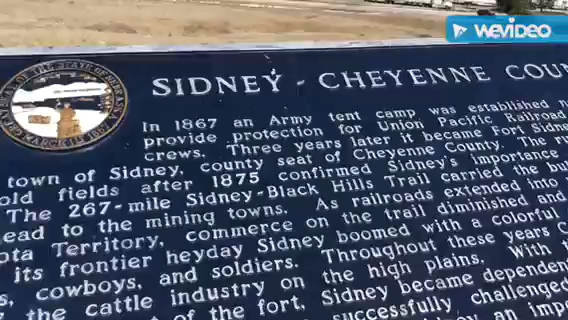 WeVideo
SIDNEY - CHEYENNE COU
In 1867 an Army tent camp was established
provide protection for Union Pacific Railroad
crews. Three years later it became Fort Sidney
town of Sidney, county seat of Cheyenne County. The
old fields after 1875 confirmed Sidney's importance
The 267-mile Sidney-Black Hills Trail carried the
to the mining towns. As railroads extended into
ota Territory, commerce on the trail diminished and
its frontier heyday Sidney boomed with a colorful
cowboys, and soldiers. Throughout these years
the cattle industry on the high plains. With
of the fort, Sidney became dependent
successfully challenged